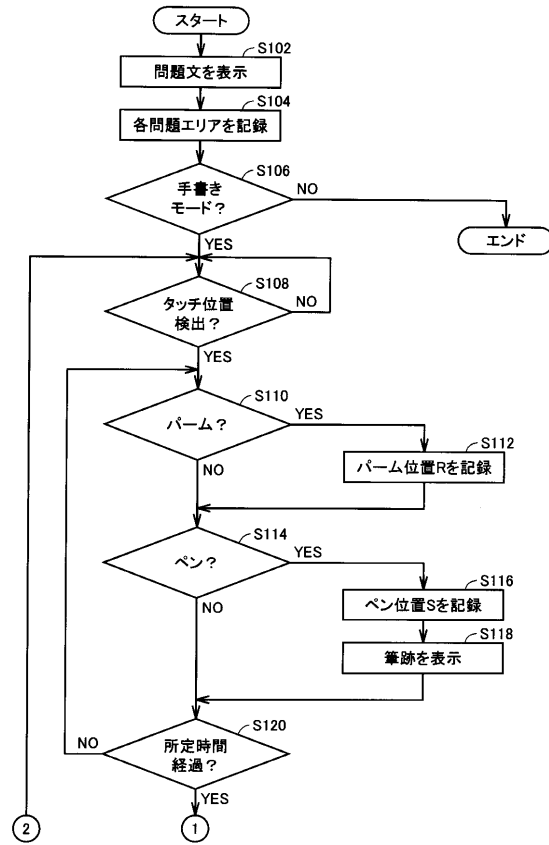 スタート
S102
問題文を表示
S104
各問題エリアを記録
S106
手書き
モード？
NO
YES
エンド
S108
タッチ位置
検出？
NO
YES
S110
パーム？
YES
NO
S112
パーム位置Rを記録
S114
ペン？
YES
NO
S116
ペン位置Sを記録
S118
筆跡を表示
S120
所定時間
経過？
NO
YES
2
1